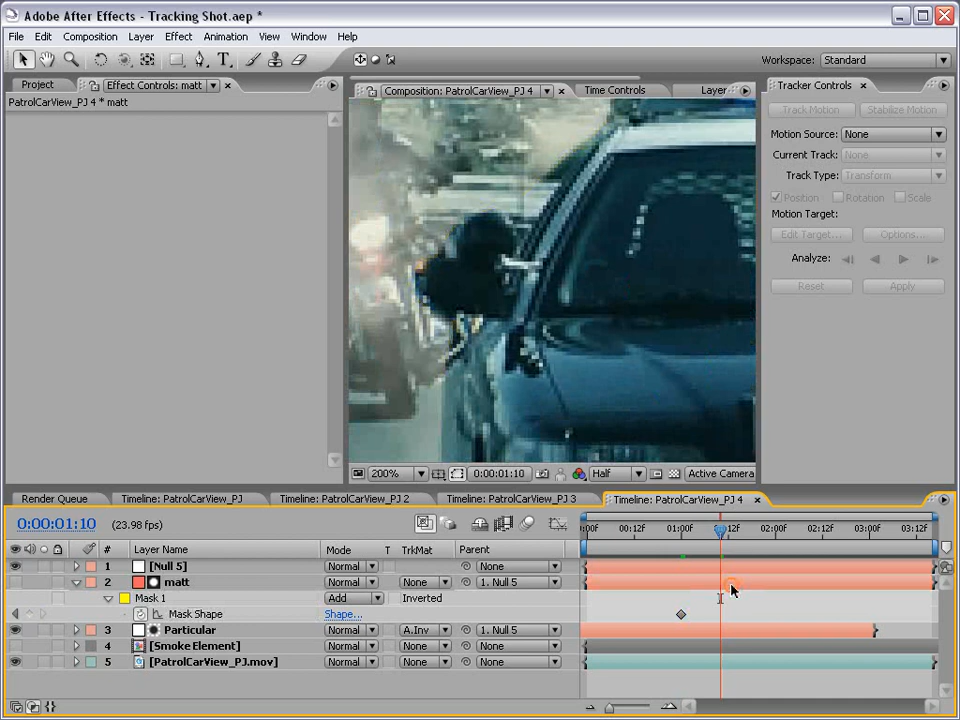 Adobe After Effects - Tracking Shot.aep *
File Edit Composition Layer Effect Animation View Window Help
Workspace: Standard
Project Effect Controls: matt
Composition: PatrolCarView_PJ 4 Time Controls Layer
Tracker Controls
PatrolCarView_PJ 4 * matt
Track Motion Stabilize Motion
Motion Source: None
Current Track: None
Track Type: Transform
Position Rotation Scale
Motion Target:
Edit Target... Options...
Analyze:
Reset Apply
200% 0:00:01:10 Half Active Camera
Render Queue Timeline: PatrolCarView_PJ Timeline: PatrolCarView_PJ 2 Timeline: PatrolCarView_PJ 3 Timeline: PatrolCarView_PJ 4
0:00:01:10 (23.98 fps)
:00f 00:12f 01:00f 12f 02:00f 02:12f 03:00f 03:12f
# Layer Name Mode T TrkMat Parent
1 [Null 5] Normal None
2 matt Normal None 1. Null 5
Mask 1 Add Inverted
Mask Shape Shape...
3 Particular Normal A.Inv 1. Null 5
4 [Smoke Element] Normal None None
5 [PatrolCarView_PJ.mov] Normal None None